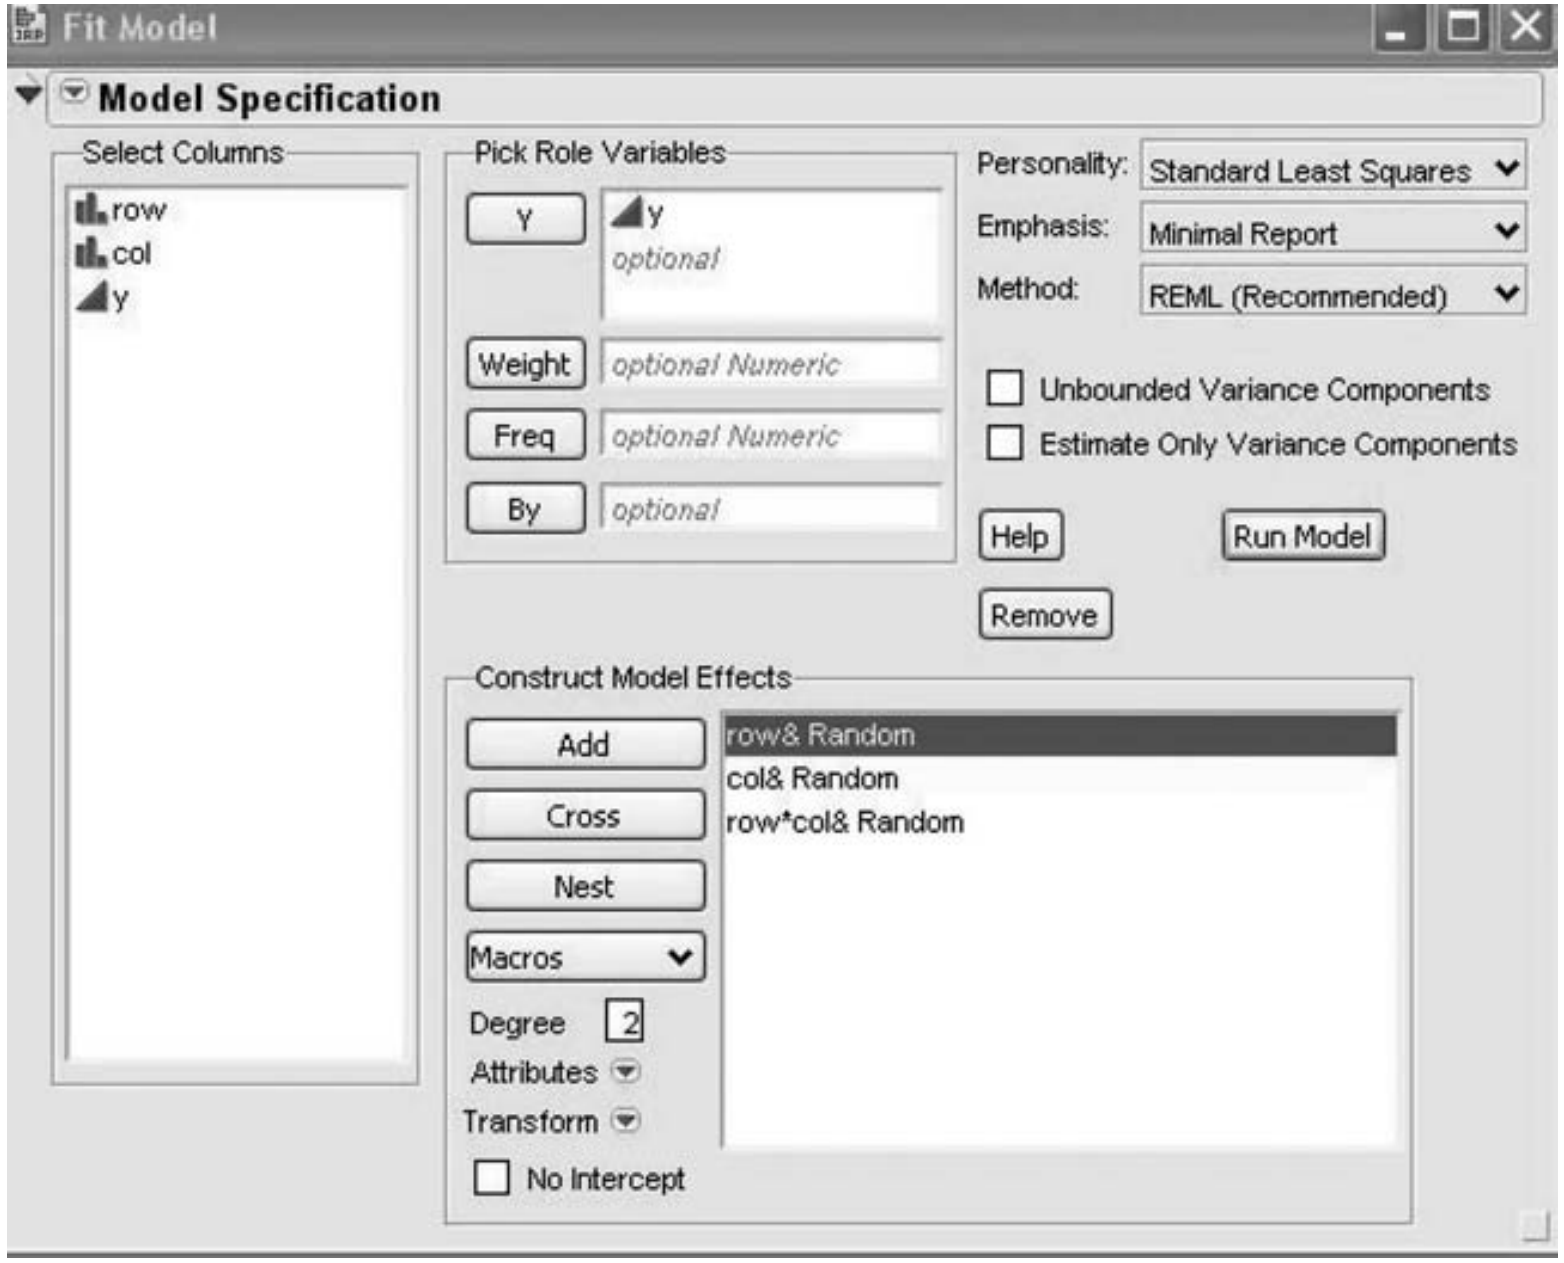 Fit Model
Model Specification
Select Columns
row
col
y
Pick Role Variables
Y
y
optional
Weight
optional Numeric
Freq
optional Numeric
By
optional
Personality:
Standard Least Squares
Emphasis:
Minimal Report
Method:
REML (Recommended)
Unbounded Variance Components
Estimate Only Variance Components
Help
Run Model
Remove
Construct Model Effects
Add
Cross
Nest
Macros
Degree 2
Attributes
Transform
No Intercept
row& Random
col& Random
row*col& Random